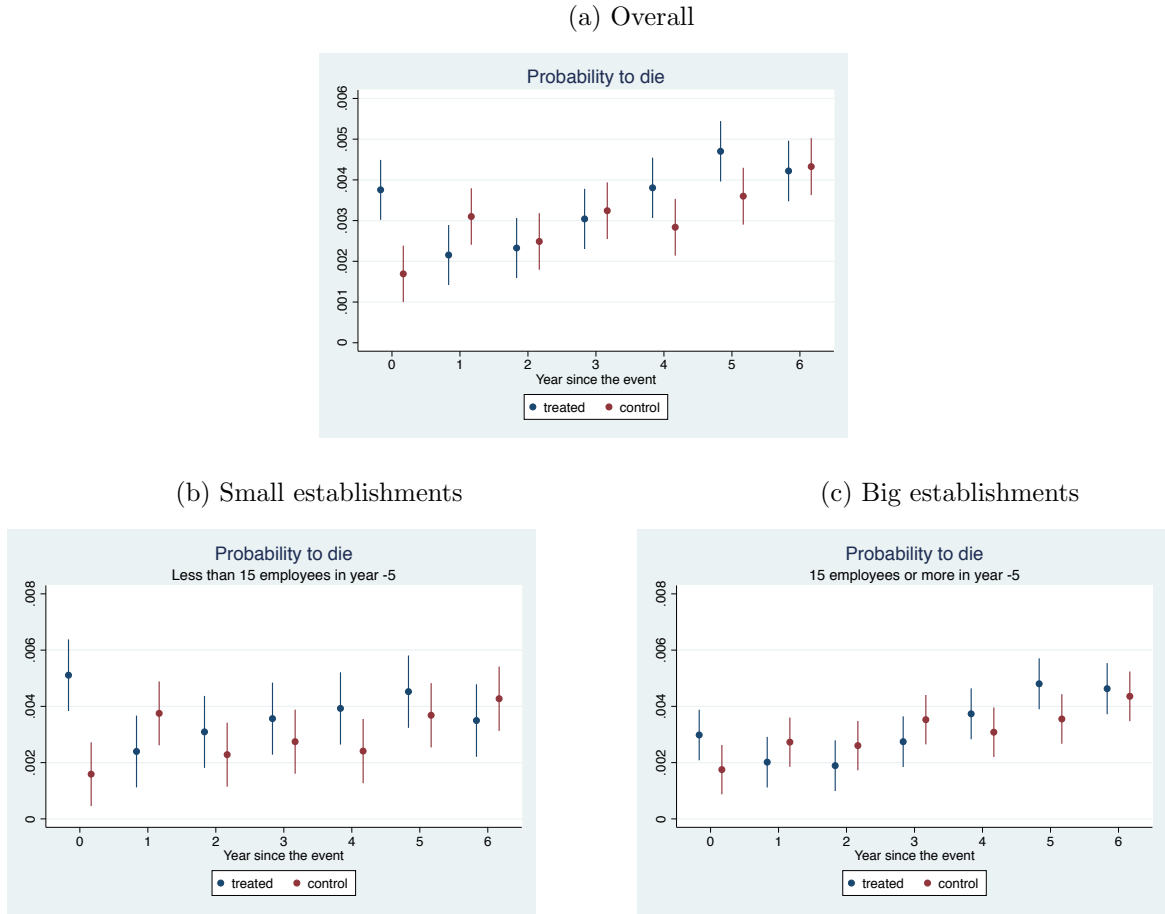 (a) Overall
Probability to die
.006
.005
.004
.003
.002
.001
0
0 1 2 3 4 5 6
Year since the event
treated control
(b) Small establishments
Probability to die
Less than 15 employees in year -5
.008
.006
.004
.002
0
0 1 2 3 4 5 6
Year since the event
treated control
(c) Big establishments
Probability to die
15 employees or more in year -5
.008
.006
.004
.002
0
0 1 2 3 4 5 6
Year since the event
treated control